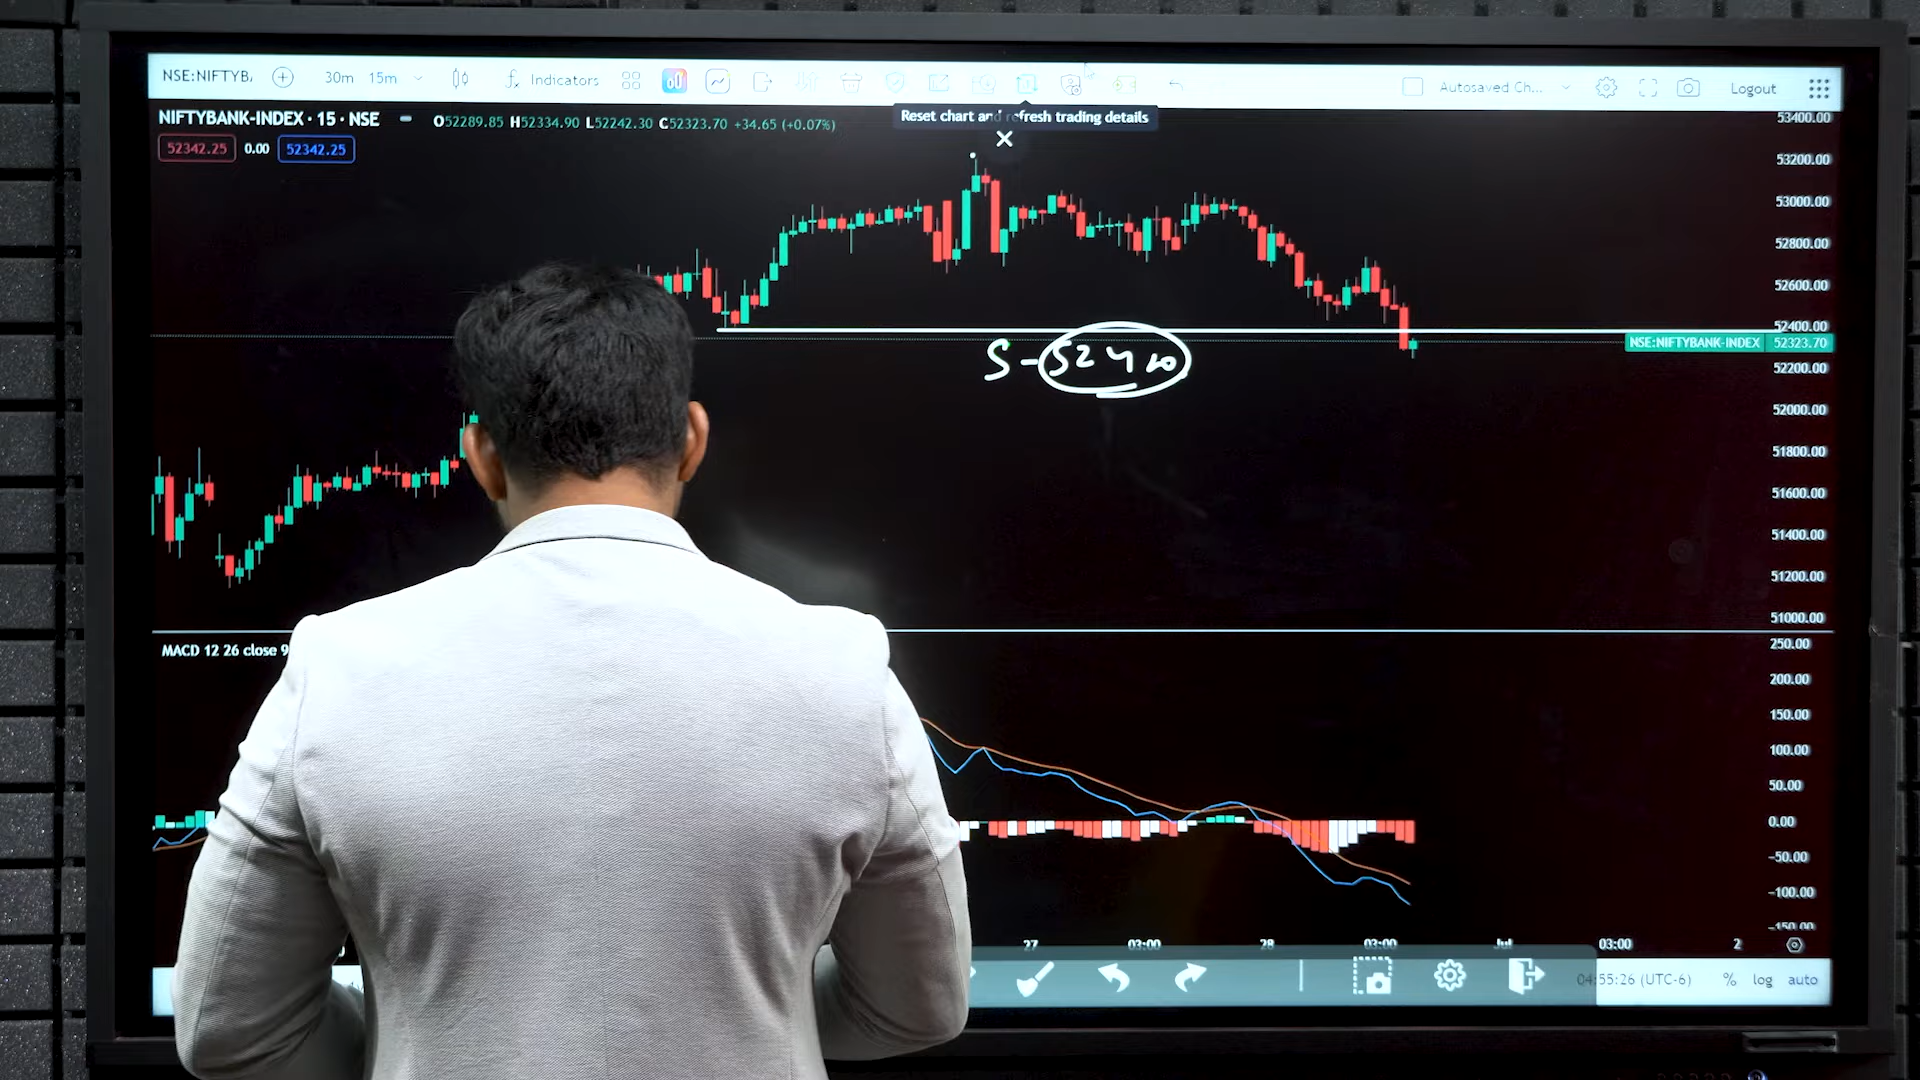 NSE:NIFTYB 30m 15m Indicators Autosaved Ch... Logout
NIFTYBANK-INDEX · 15 · NSE O52289.85 H52334.90 L52242.30 C52323.70 +34.65 (+0.07%)
Reset chart and refresh trading details
52342.25 0.00 52342.25
53400.00
53200.00
53000.00
52800.00
52600.00
52400.00
NSE:NIFTYBANK-INDEX 52323.70
S-
52200.00
52000.00
51800.00
51600.00
51400.00
51200.00
51000.00
MACD 12 26 close 9
250.00
200.00
150.00
100.00
50.00
0.00
-50.00
-100.00
-150.00
27 03:00 28 03:00 Jul 03:00 2
04:55:26 (UTC-6) % log auto